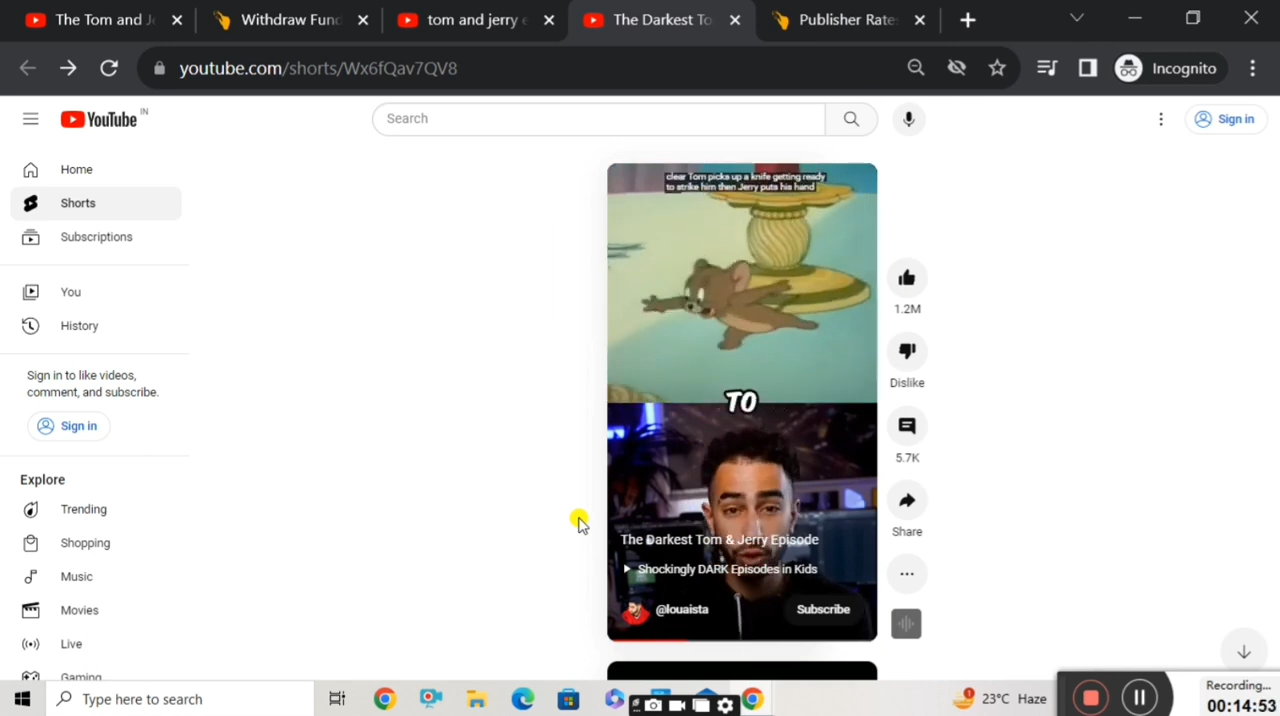 The Tom and J
Withdraw Fund
tom and jerry e
The Darkest To
Publisher Rates
youtube.com/shorts/Wx6fQav7QV8
Incognito
YouTube IN
Search
Sign in
Home
Shorts
Subscriptions
You
History
Sign in to like videos,
comment, and subscribe.
Sign in
Explore
Trending
Shopping
Music
Movies
Live
Gaming
clear Tom picks up a knife getting ready
to strike him then Jerry puts his hand
TO
The Darkest Tom & Jerry Episode
Shockingly DARK Episodes in Kids
@louaista
Subscribe
1.2M
Dislike
5.7K
Share
Type here to search
1
23°C Haze
Recording...
00:14:53